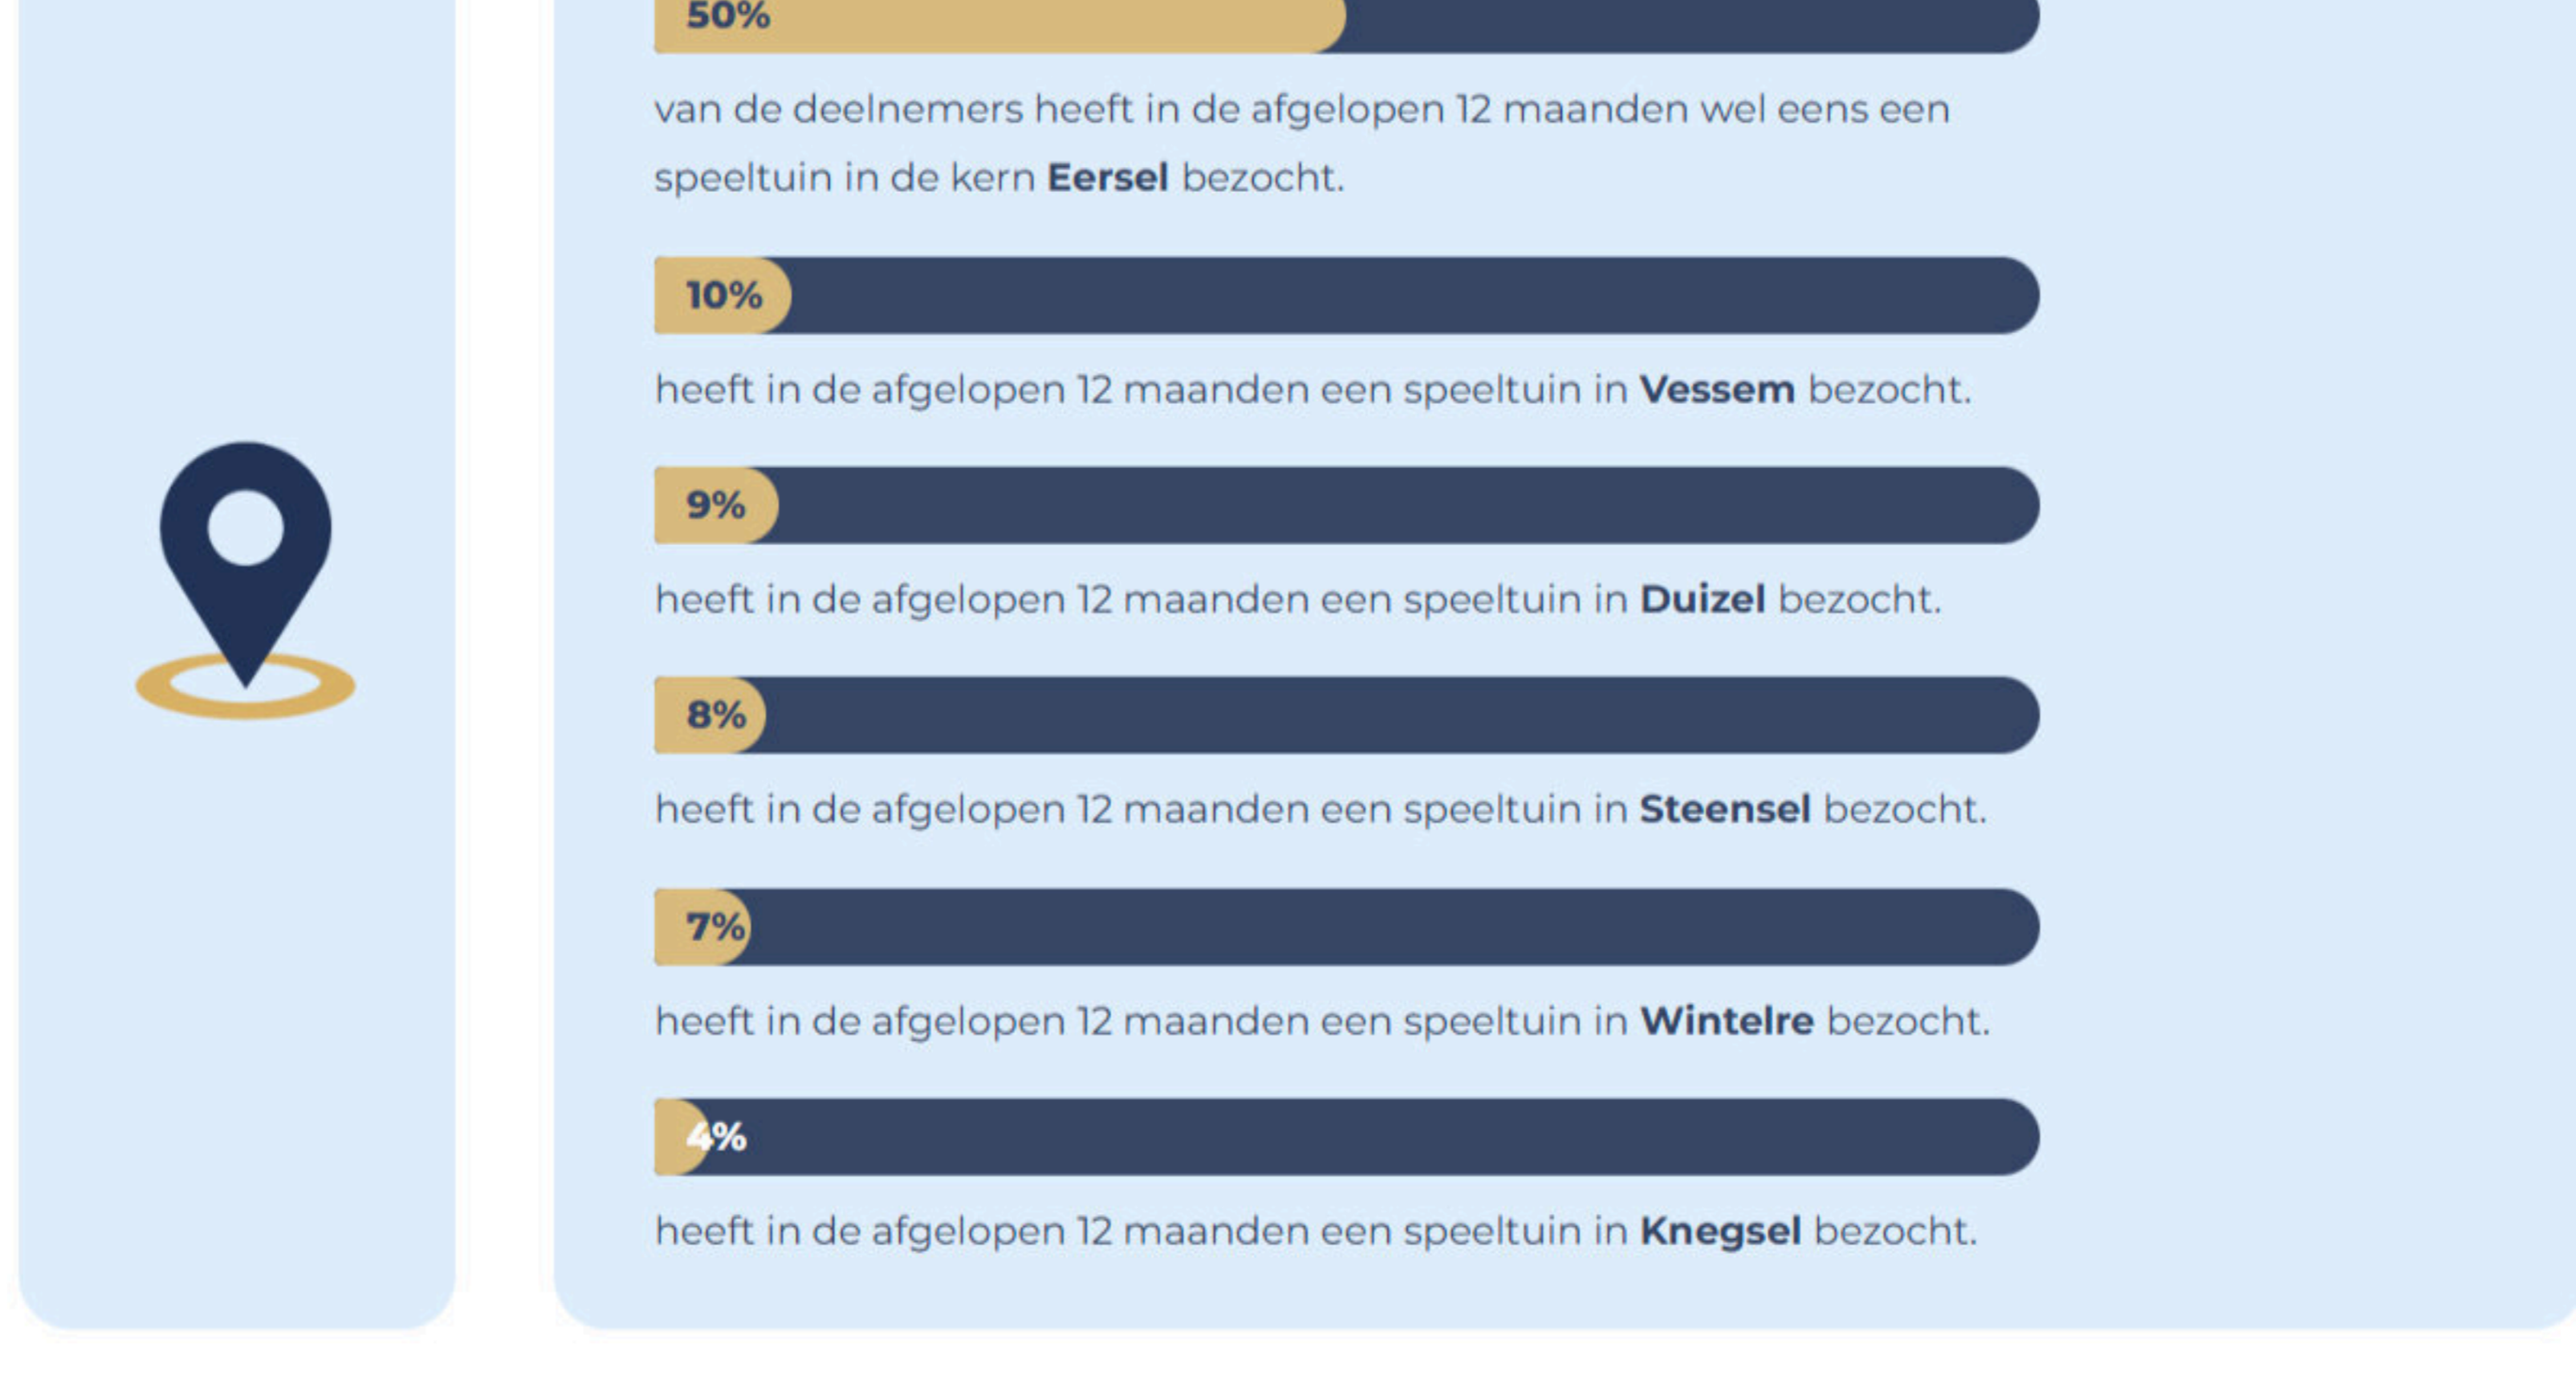 50%
van de deelnemers heeft in de afgelopen 12 maanden wel eens een
speeltuin in de kern Eersel bezocht.
10%
heeft in de afgelopen 12 maanden een speeltuin in Vessem bezocht.
9%
heeft in de afgelopen 12 maanden een speeltuin in Duizel bezocht.
8%
heeft in de afgelopen 12 maanden een speeltuin in Steensel bezocht.
7%
heeft in de afgelopen 12 maanden een speeltuin in Wintelre bezocht.
4%
heeft in de afgelopen 12 maanden een speeltuin in Knegsel bezocht.